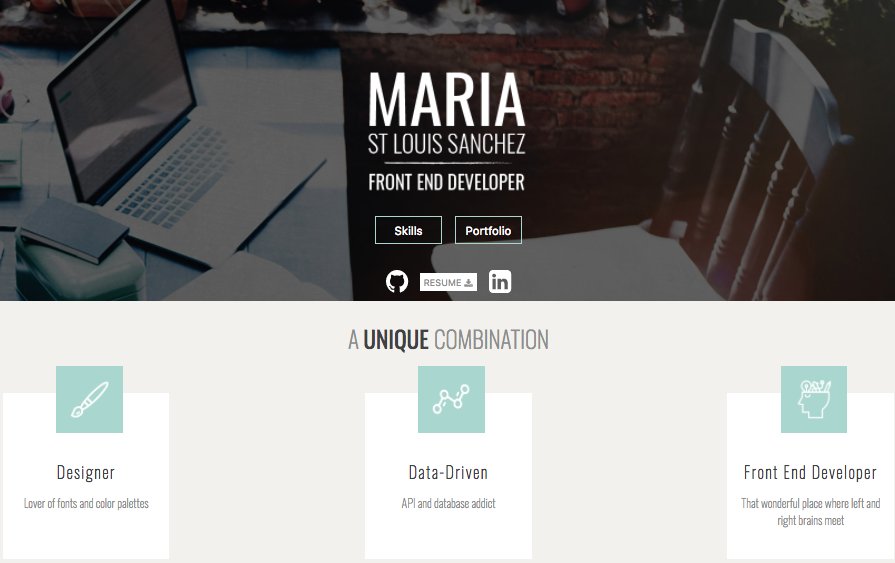 MARIA
ST LOUIS SANCHEZ
FRONT END DEVELOPER
Skills
Portfolio
RESUME
in
A UNIQUE COMBINATION
Designer
Lover of fonts and color palettes
Data-Driven
API and database addict
Front End Developer
That wonderful place where left and
right brains meet